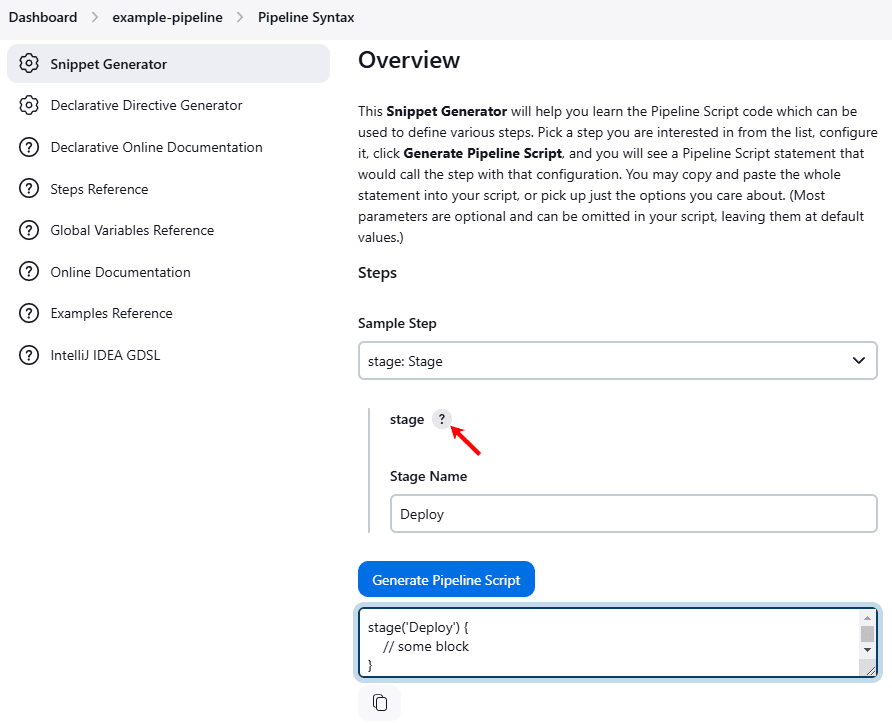 Dashboard > example-pipeline > Pipeline Syntax
Snippet Generator
Declarative Directive Generator
Declarative Online Documentation
Steps Reference
Global Variables Reference
Online Documentation
Examples Reference
IntelliJ IDEA GDSL
Overview
This Snippet Generator will help you learn the Pipeline Script code which can be
used to define various steps. Pick a step you are interested in from the list, configure
it, click Generate Pipeline Script, and you will see a Pipeline Script statement that
would call the step with that configuration. You may copy and paste the whole
statement into your script, or pick up just the options you care about. (Most
parameters are optional and can be omitted in your script, leaving them at default
values.)
Steps
Sample Step
stage: Stage
stage ?
Stage Name
Deploy
Generate Pipeline Script
stage('Deploy') {
    // some block
}